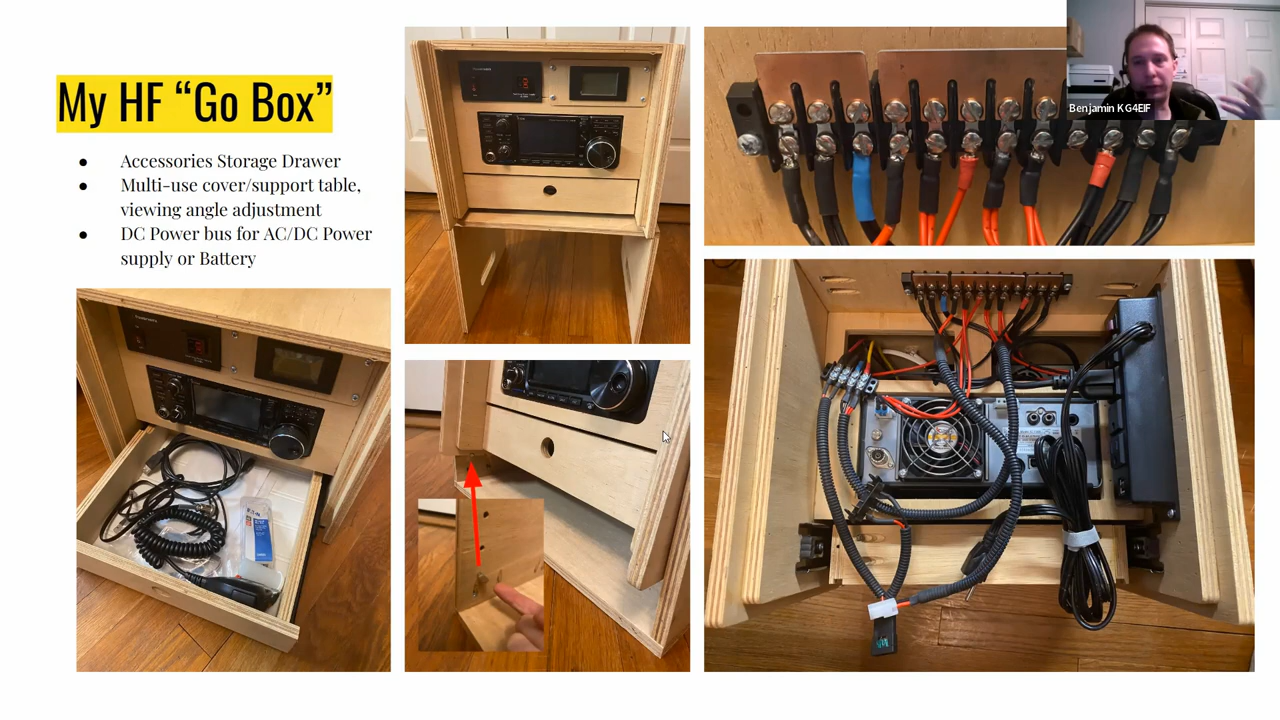 My HF “Go Box”
● Accessories Storage Drawer
● Multi-use cover/support table,
viewing angle adjustment
● DC Power bus for AC/DC Power
supply or Battery
Benjamin KG4EIF